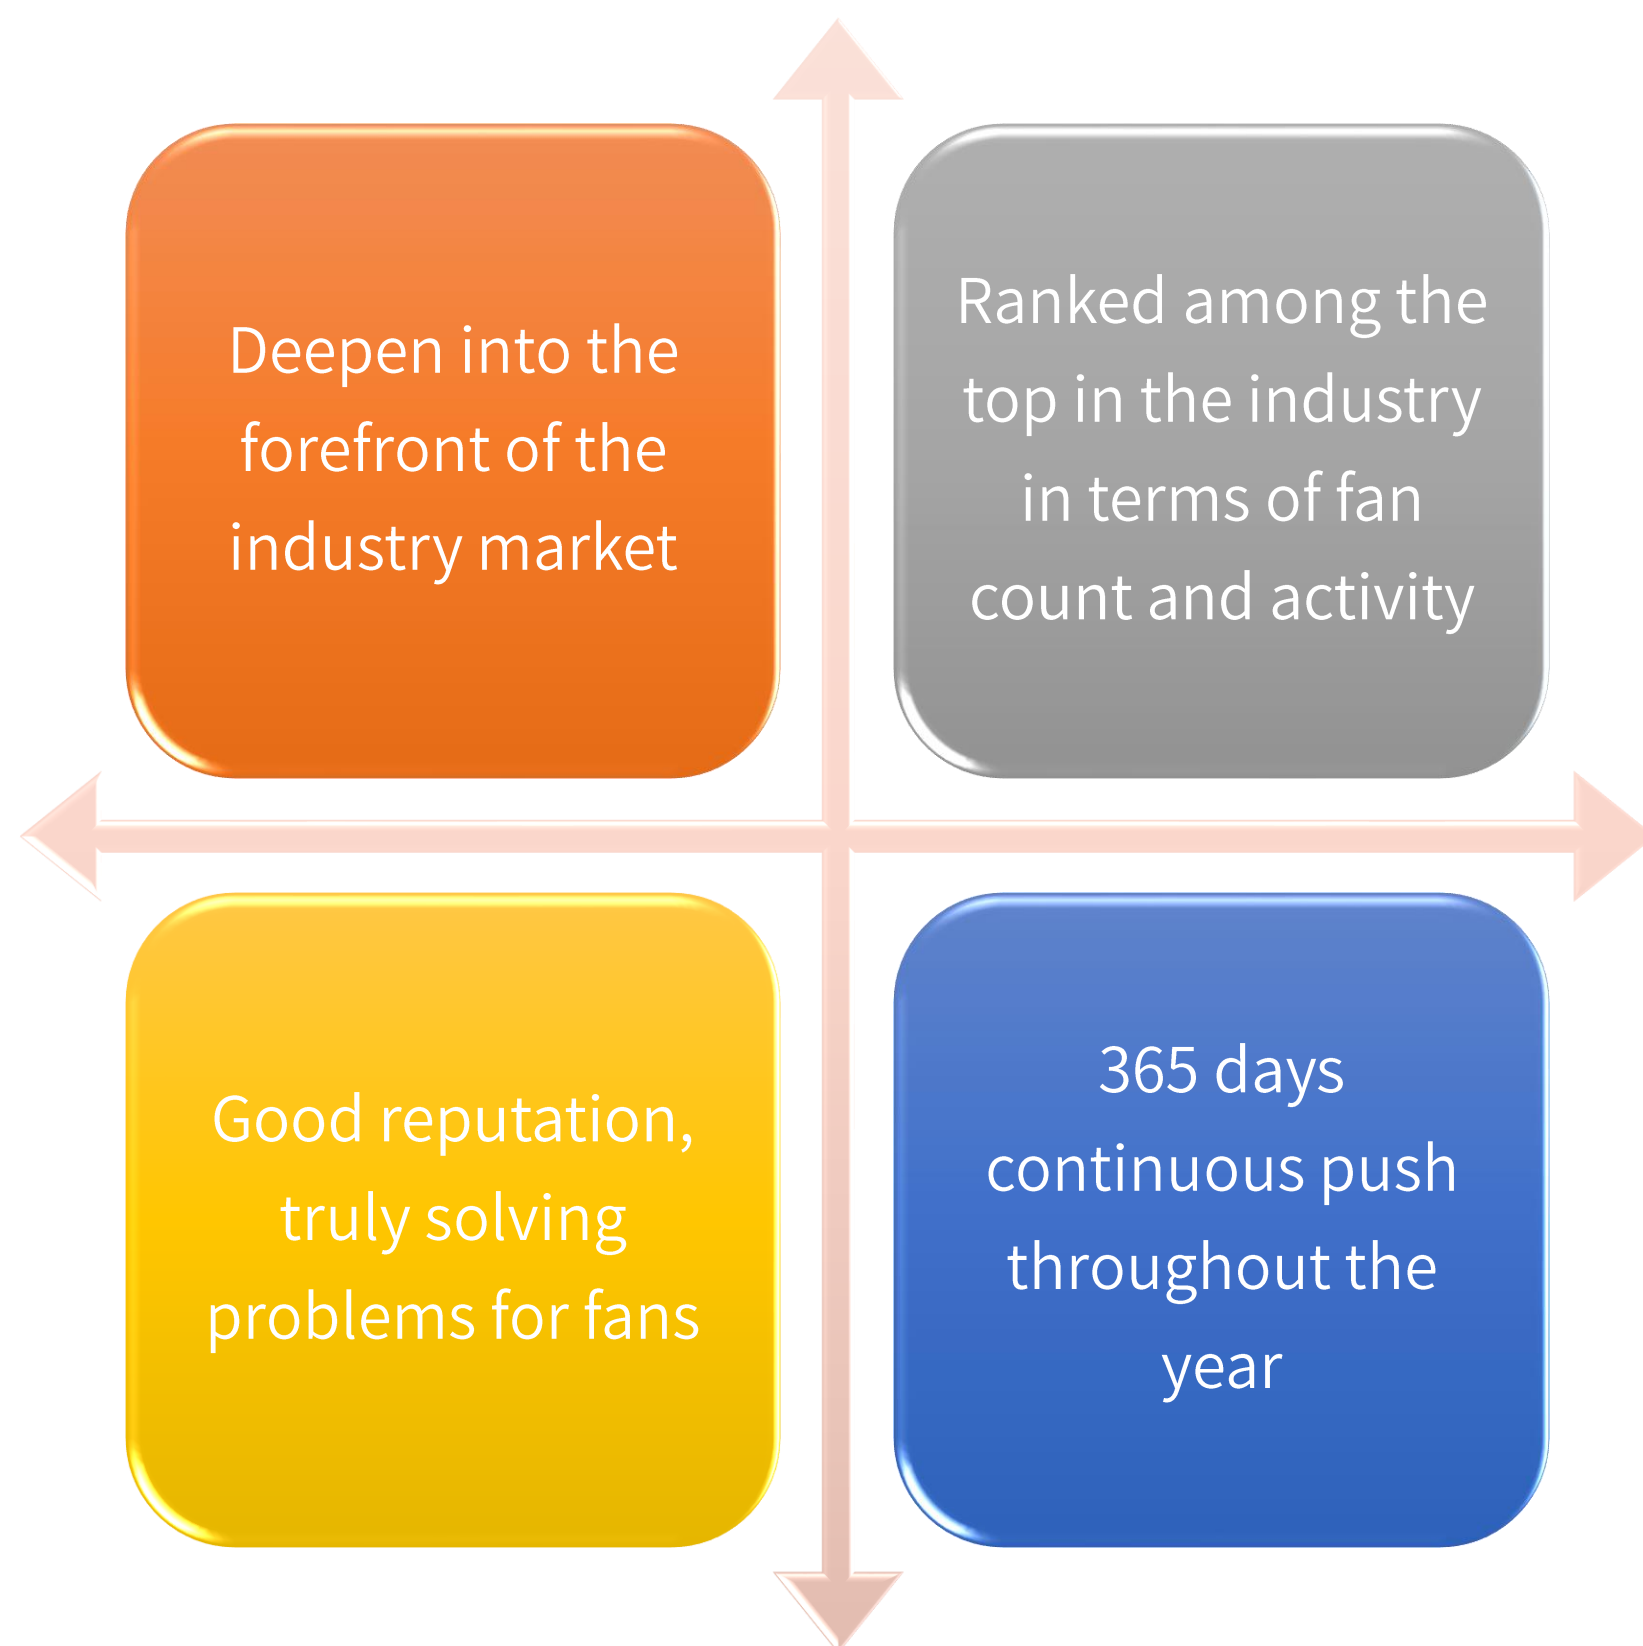 Deepen into the
forefront of the
industry market
Ranked among the
top in the industry
in terms of fan
count and activity
Good reputation,
truly solving
problems for fans
365 days
continuous push
throughout the
year